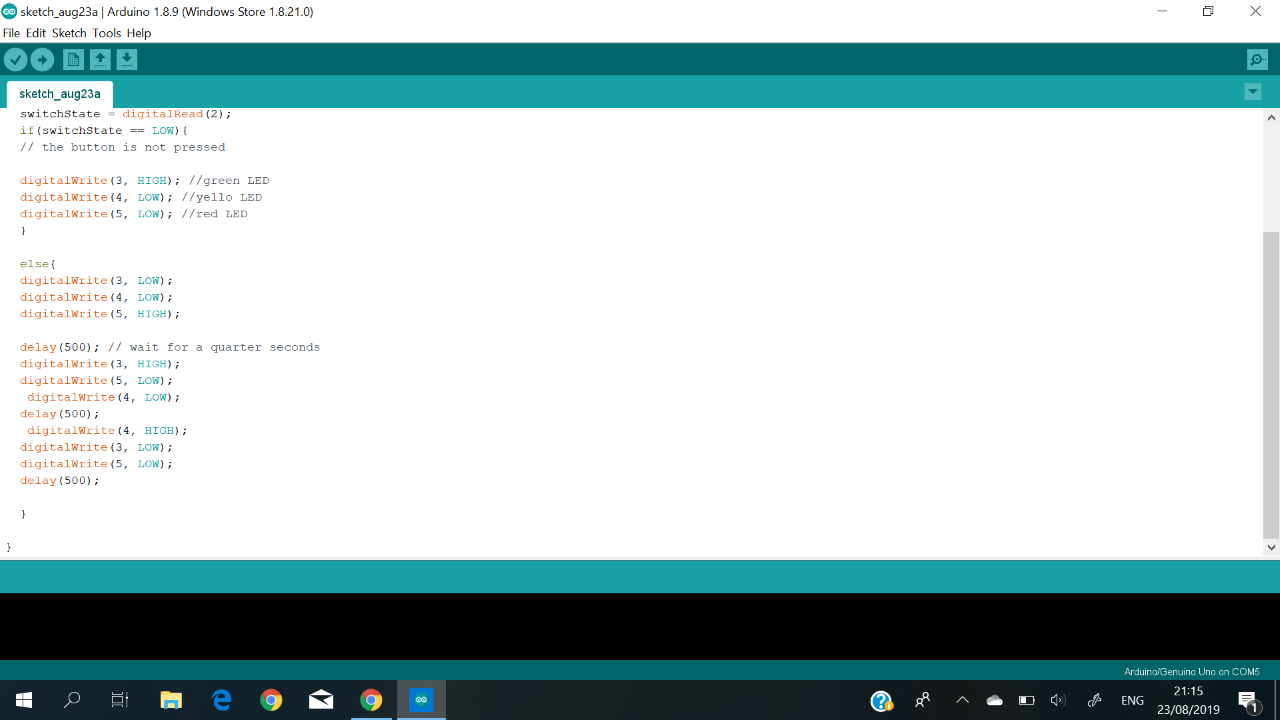 sketch_aug23a | Arduino 1.8.9 (Windows Store 1.8.21.0)
File Edit Sketch Tools Help
sketch_aug23a
switchState = digitalRead(2);
if(switchState == LOW){
// the button is not pressed
digitalWrite(3, HIGH); //green LED
digitalWrite(4, LOW); //yello LED
digitalWrite(5, LOW); //red LED
}
else{
digitalWrite(3, LOW);
digitalWrite(4, LOW);
digitalWrite(5, HIGH);
delay(500); // wait for a quarter seconds
digitalWrite(3, HIGH);
digitalWrite(5, LOW);
digitalWrite(4, LOW);
delay(500);
digitalWrite(4, HIGH);
digitalWrite(3, LOW);
digitalWrite(5, LOW);
delay(500);
}
}
Arduino/Genuino Uno on COM5
ENG
21:15
23/08/2019
1